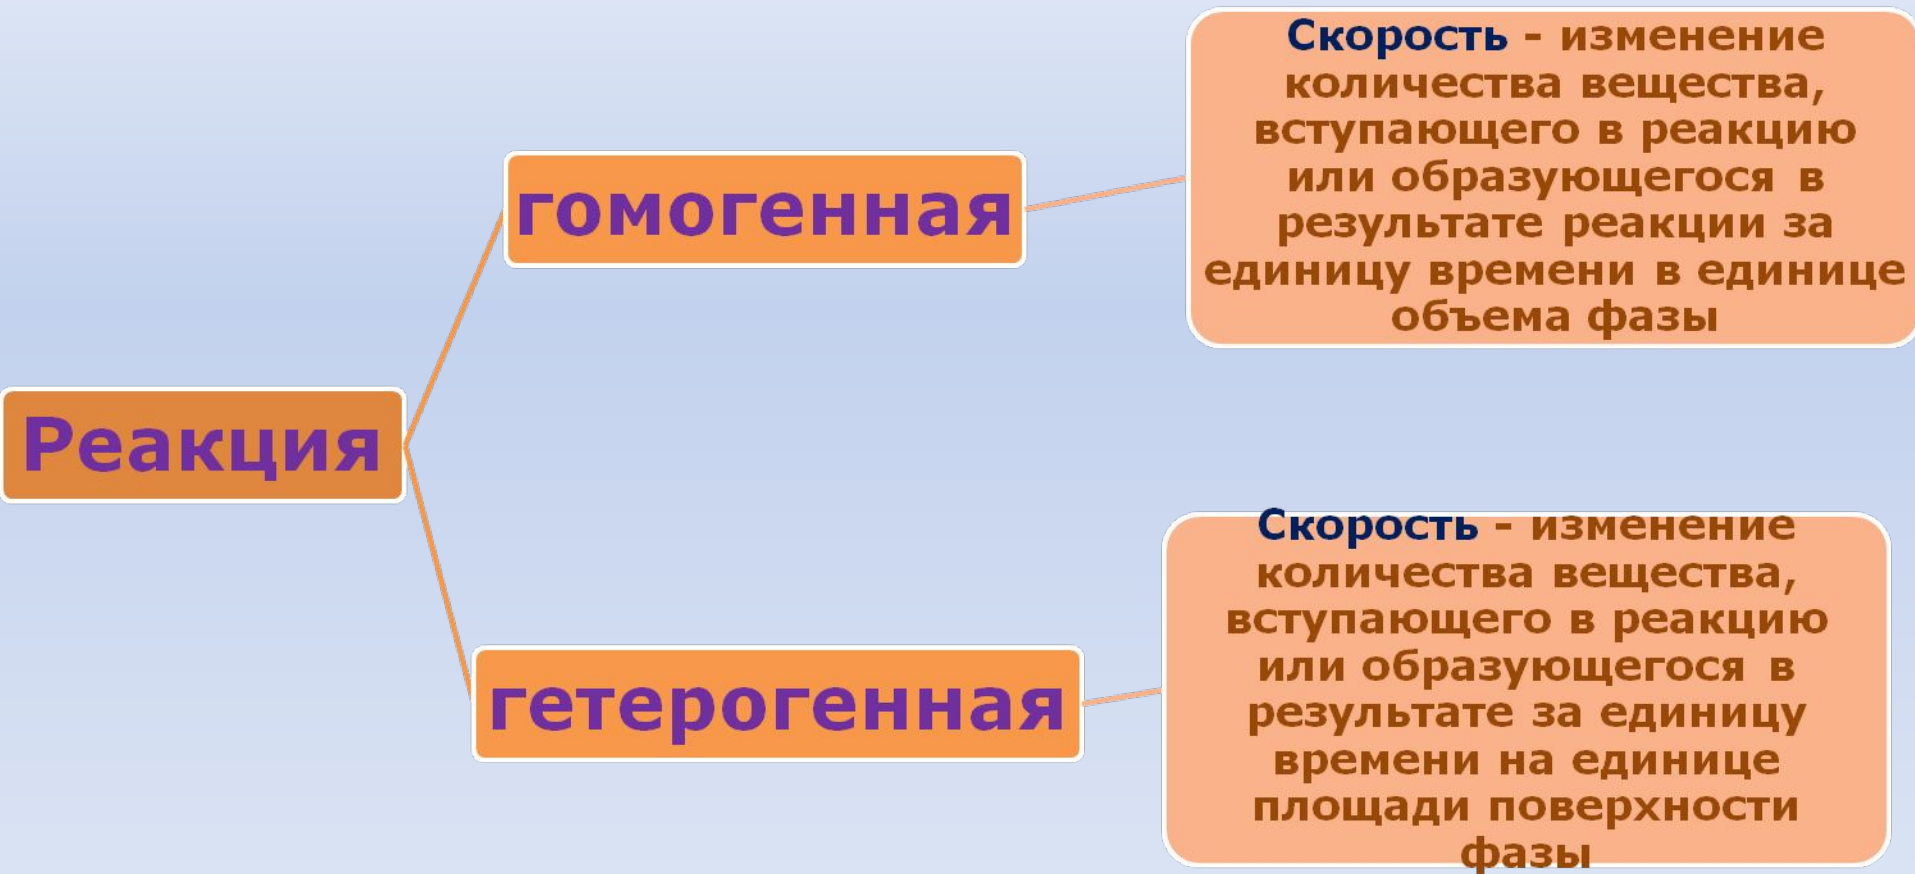 Реакция
гомогенная
Скорость - изменение
количества вещества,
вступающего в реакцию
или образующегося в
результате реакции за
единицу времени в единице
объема фазы
гетерогенная
Скорость - изменение
количества вещества,
вступающего в реакцию
или образующегося в
результате за единицу
времени на единице
площади поверхности
фазы